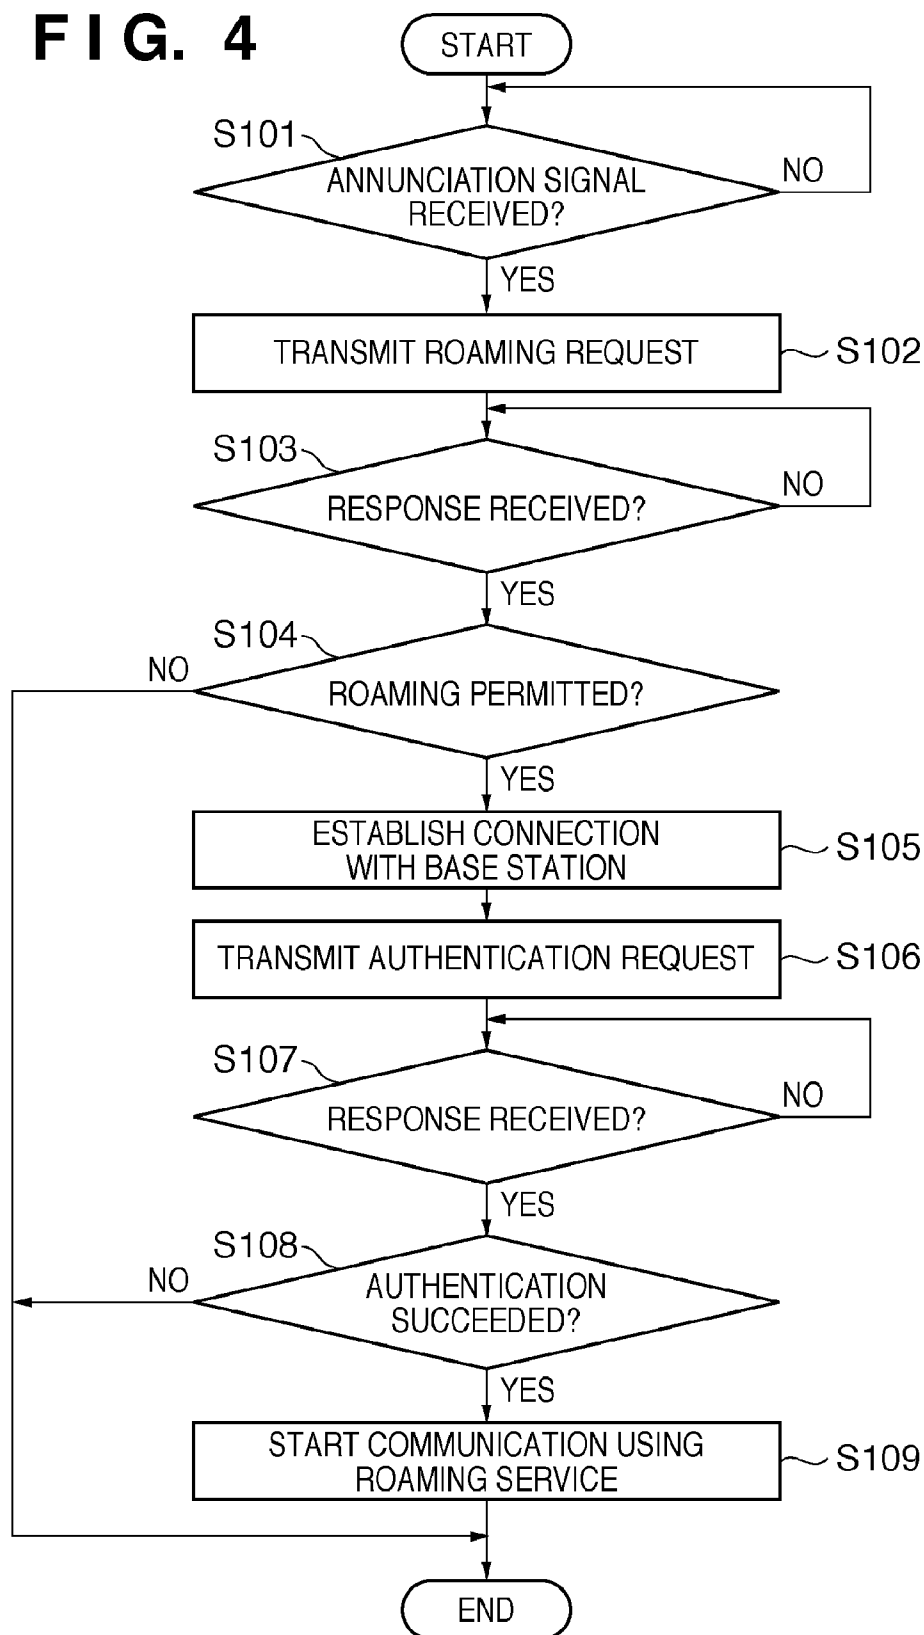 FIG. 4
START
S101
ANNUNCIATION SIGNAL
RECEIVED?
NO
YES
TRANSMIT ROAMING REQUEST
S102
S103
RESPONSE RECEIVED?
NO
YES
S104
NO
ROAMING PERMITTED?
YES
ESTABLISH CONNECTION
WITH BASE STATION
S105
TRANSMIT AUTHENTICATION REQUEST
S106
S107
RESPONSE RECEIVED?
NO
YES
S108
NO
AUTHENTICATION
SUCCEEDED?
YES
START COMMUNICATION USING
ROAMING SERVICE
S109
END